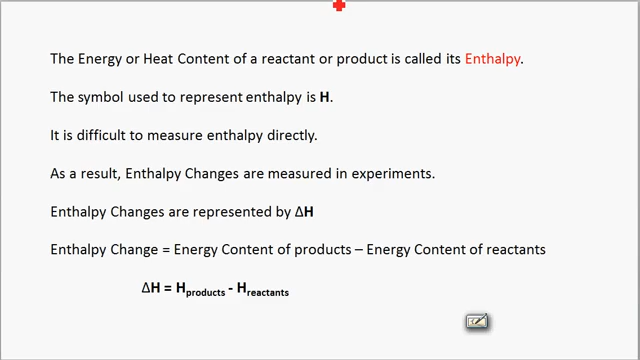 The Energy or Heat Content of a reactant or product is called its Enthalpy.
The symbol used to represent enthalpy is H.
It is difficult to measure enthalpy directly.
As a result, Enthalpy Changes are measured in experiments.
Enthalpy Changes are represented by ΔH
Enthalpy Change = Energy Content of products – Energy Content of reactants
ΔH = Hproducts - Hreactants